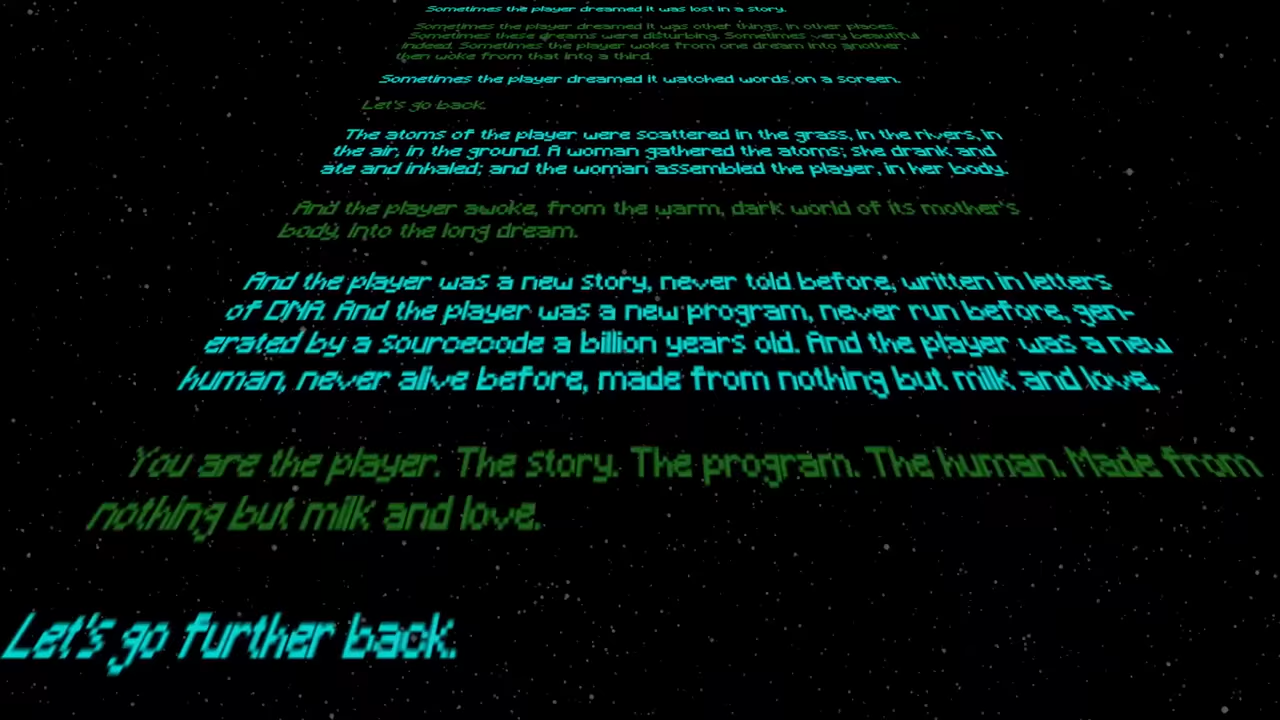 Sometimes the player dreamed it was lost in a story.
Sometimes the player dreamed it was other things, in other places.
Sometimes these dreams were disturbing. Sometimes very beautiful
indeed. Sometimes the player woke from one dream into another,
then woke from that into a third.
Sometimes the player dreamed it watched words on a screen.
Let's go back.
The atoms of the player were scattered in the grass, in the rivers, in
the air, in the ground. A woman gathered the atoms; she drank and
ate and inhaled; and the woman assembled the player, in her body.
And the player awoke, from the warm, dark world of its mother's
body, into the long dream.
And the player was a new story, never told before, written in letters
of DNA. And the player was a new program, never run before, gen-
erated by a sourcecode a billion years old. And the player was a new
human, never alive before, made from nothing but milk and love.
You are the player. The story. The program. The human. Made from
nothing but milk and love.
Let's go further back.